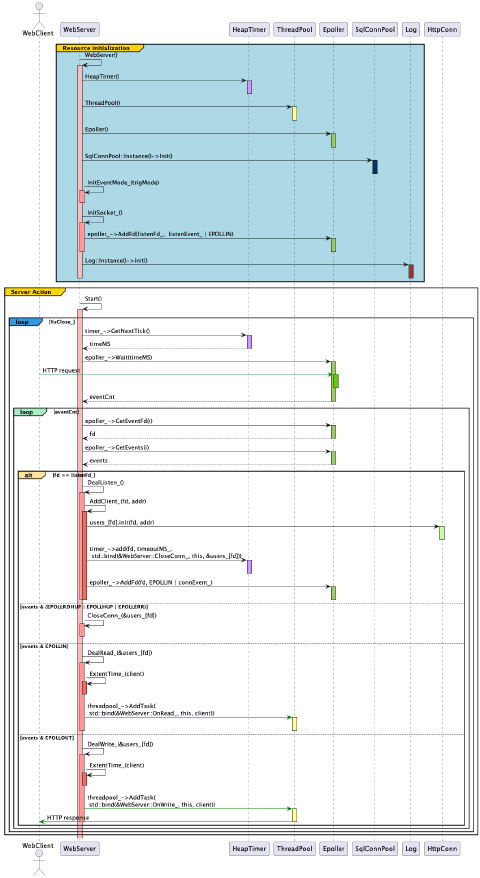 WebClient
WebServer
HeapTimer
ThreadPool
Epoller
SqlConnPool
Log
HttpConn
Resource initialization
WebServer()
HeapTimer()
ThreadPool()
Epoller()
SqlConnPool::Instance()->Init()
InitEventMode_(trigMode)
InitSocket_()
epoller_->AddFd(listenFd_, listenEvent_ | EPOLLIN)
Log::Instance()->init()
Server Action
Start()
loop
timer_->GetNextTick()
timeMS
epoller_->Wait(timeMS)
HTTP request
eventCnt
loop
[eventCnt]
epoller_->GetEventFd(i)
fd
epoller_->GetEvents(i)
events
alt
[fd == listenFd_]
DealListen_()
AddClient_(fd, addr)
users_[fd].init(fd, addr)
timer_->add(fd, timeoutMS_,
std::bind(&WebServer::CloseConn_, this, &users_[fd]));
epoller_->AddFd(fd, EPOLLIN | connEvent_)
[events & (EPOLLRDHUP | EPOLLHUP | EPOLLERR)]
CloseConn_(&users_[fd])
[events & EPOLLIN]
DealRead_(&users_[fd])
ExtentTime_(client)
threadpool_->AddTask(
std::bind(&WebServer::OnRead_, this, client))
[events & EPOLLOUT]
DealWrite_(&users_[fd])
ExtentTime_(client)
threadpool_->AddTask(
std::bind(&WebServer::OnWrite_, this, client))
HTTP response
WebClient
WebServer
HeapTimer
ThreadPool
Epoller
SqlConnPool
Log
HttpConn